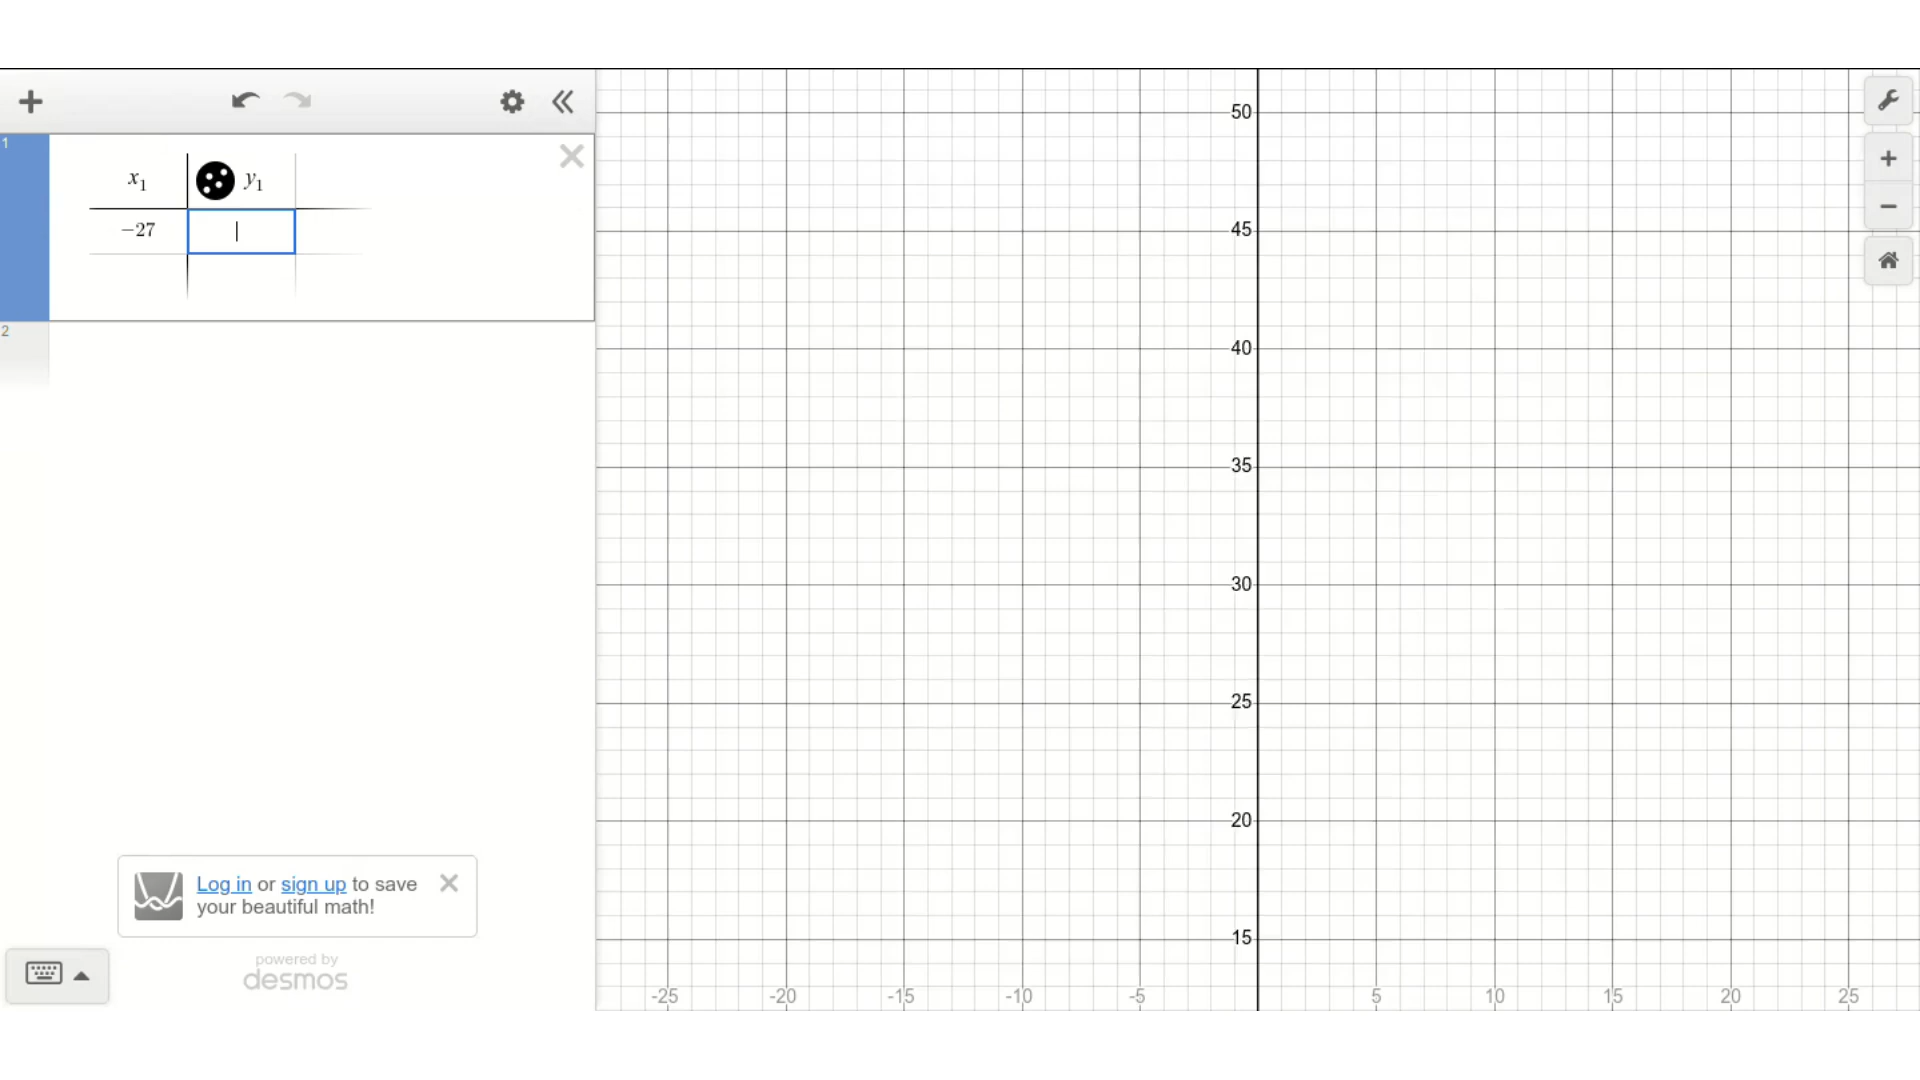 1
x₁ y₁
−27
2
Log in or sign up to save
your beautiful math!
powered by
desmos
50
45
40
35
30
25
20
15
-25 -20 -15 -10 -5 5 10 15 20 25